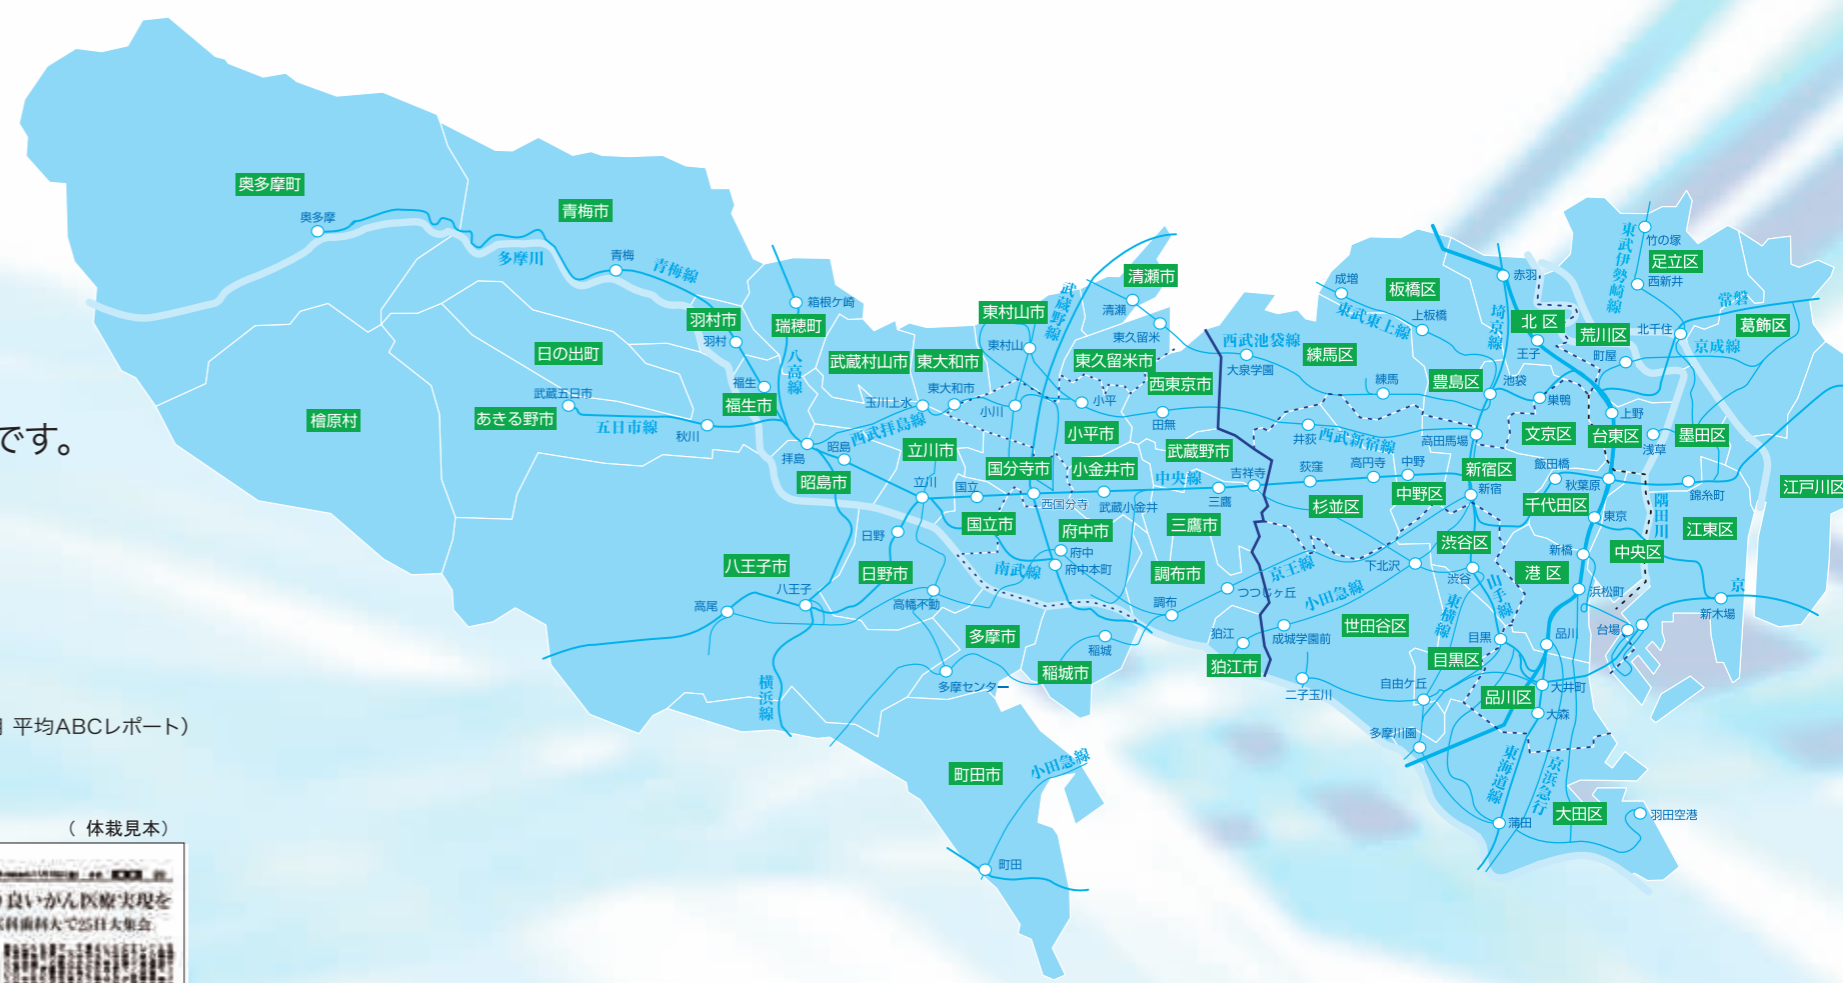 です。
平均ABCレポート）
（ 体裁見本）
良いがん医療実現を
科歯科大で25日大集会
奥多摩町
奥多摩
青梅市
多摩川
青梅
青梅線
箱根ケ崎
羽村市
羽村
瑞穂町
八高線
日の出町
武蔵五日市
福生
福生市
檜原村
あきる野市
五日市線
秋川
拝島
昭島
昭島市
西武拝島線
武蔵村山市
東大和市
東大和市
玉川上水
東村山市
東村山
武蔵野線
清瀬市
清瀬
東久留米
東久留米市
西東京市
小川
小平
小平市
田無
立川市
立川
国立
国分寺市
西国分寺
小金井市
武蔵小金井
中央線
武蔵野市
三鷹
吉祥寺
三鷹市
国立市
府中市
府中
府中本町
南武線
日野
日野市
八王子市
八王子
高尾
高幡不動
調布市
調布
つつじヶ丘
京王線
小田急線
多摩市
多摩センター
稲城
稲城市
狛江
狛江市
成城学園前
横浜線
町田市
小田急線
町田
西武池袋線
大泉学園
練馬区
練馬
成増
東武東上線
板橋区
上板橋
埼京線
赤羽
北 区
王子
豊島区
池袋
巣鴨
井荻
西武新宿線
高田馬場
荻窪
高円寺
中野
中野区
杉並区
新宿区
新宿
文京区
飯田橋
千代田区
秋葉原
東京
台東区
上野
浅草
墨田区
錦糸町
隅田川
荒川区
町屋
北千住
東武伊勢崎線
竹の塚
足立区
西新井
常磐
葛飾区
京成線
江戸川区
江東区
中央区
新橋
港 区
浜松町
渋谷区
渋谷
下北沢
山手線
東横線
世田谷区
目黒
目黒区
品川
品川区
大井町
大森
台場
京
新木場
自由ケ丘
二子玉川
多摩川園
東海道線
京浜急行
大田区
蒲田
羽田空港